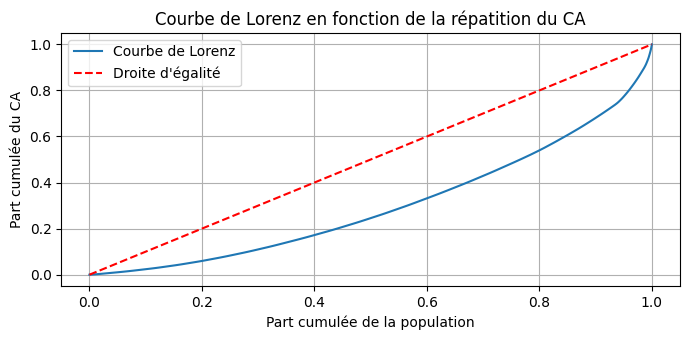 Courbe de Lorenz en fonction de la répatition du CA
Courbe de Lorenz
Droite d'égalité
Part cumulée du CA
1.0
0.8
0.6
0.4
0.2
0.0
0.0 0.2 0.4 0.6 0.8 1.0
Part cumulée de la population